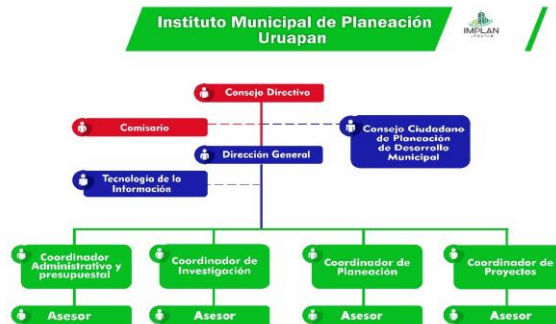 Instituto Municipal de Planeación
Uruapan
IMPLAN
Consejo Directivo
Comisario
Consejo Ciudadano
de Planeación
de Desarrollo
Municipal
Dirección General
Tecnología de la
Información
Coordinador
Administrativo y
presupuestal
Coordinador
de Investigación
Coordinador de
Planeación
Coordinador de
Proyectos
Asesor
Asesor
Asesor
Asesor